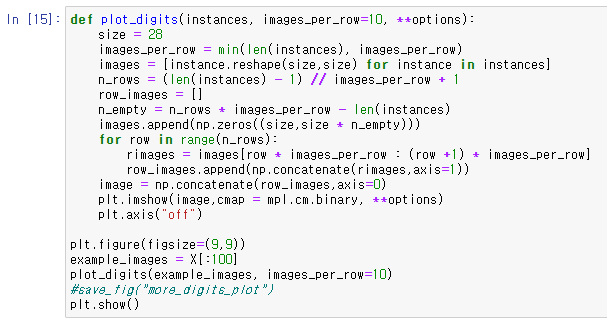 In [15]: def plot_digits(instances, images_per_row=10, **options):
    size = 28
    images_per_row = min(len(instances), images_per_row)
    images = [instance.reshape(size,size) for instance in instances]
    n_rows = (len(instances) - 1) // images_per_row + 1
    row_images = []
    n_empty = n_rows * images_per_row - len(instances)
    images.append(np.zeros((size,size * n_empty)))
    for row in range(n_rows):
        rimages = images[row * images_per_row : (row +1) * images_per_row]
        row_images.append(np.concatenate(rimages,axis=1))
    image = np.concatenate(row_images,axis=0)
    plt.imshow(image,cmap = mpl.cm.binary, **options)
    plt.axis("off")

plt.figure(figsize=(9,9))
example_images = X[:100]
plot_digits(example_images, images_per_row=10)
#save_fig("more_digits_plot")
plt.show()